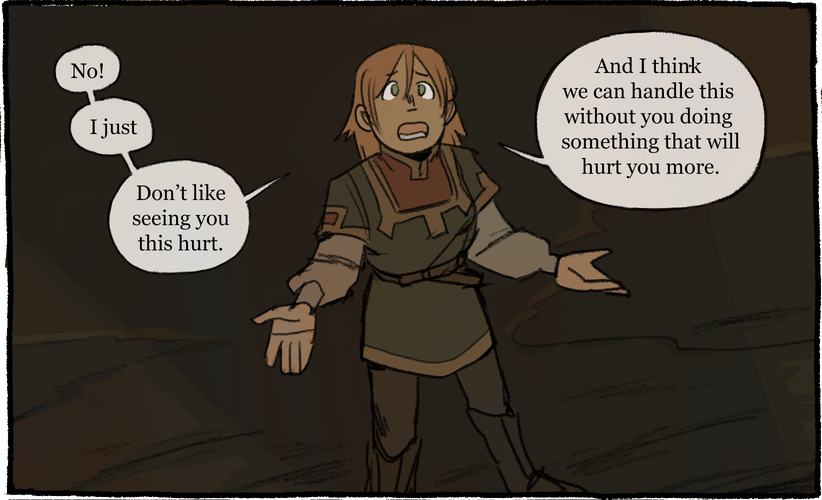 No!
I just
Don't like
seeing you
this hurt.
And I think
we can handle this
without you doing
something that will
hurt you more.